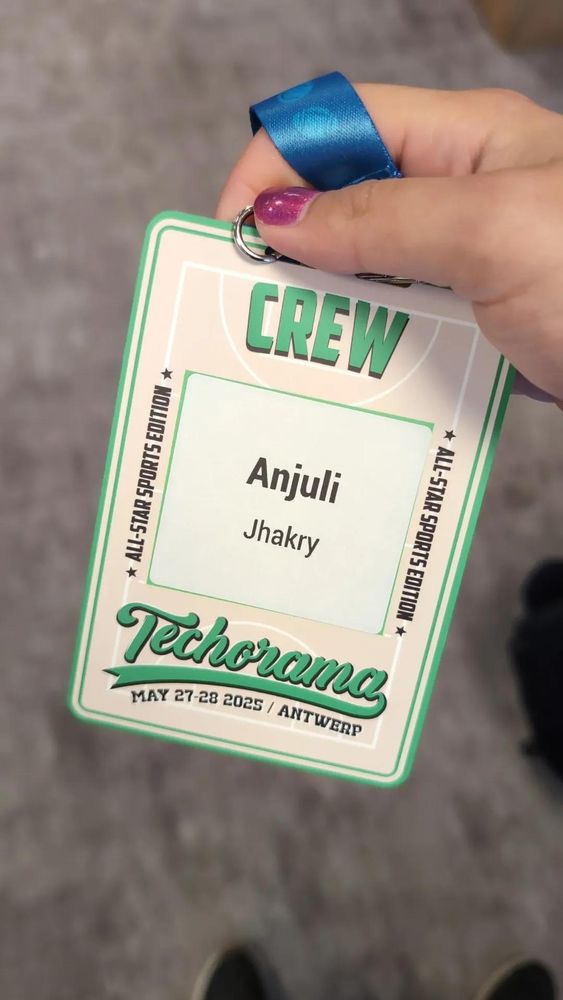 CREW
★ ALL-STAR SPORTS EDITION ★
Anjuli
Jhakry
★ ALL-STAR SPORTS EDITION ★
Techorama
MAY 27-28 2025 / ANTWERP